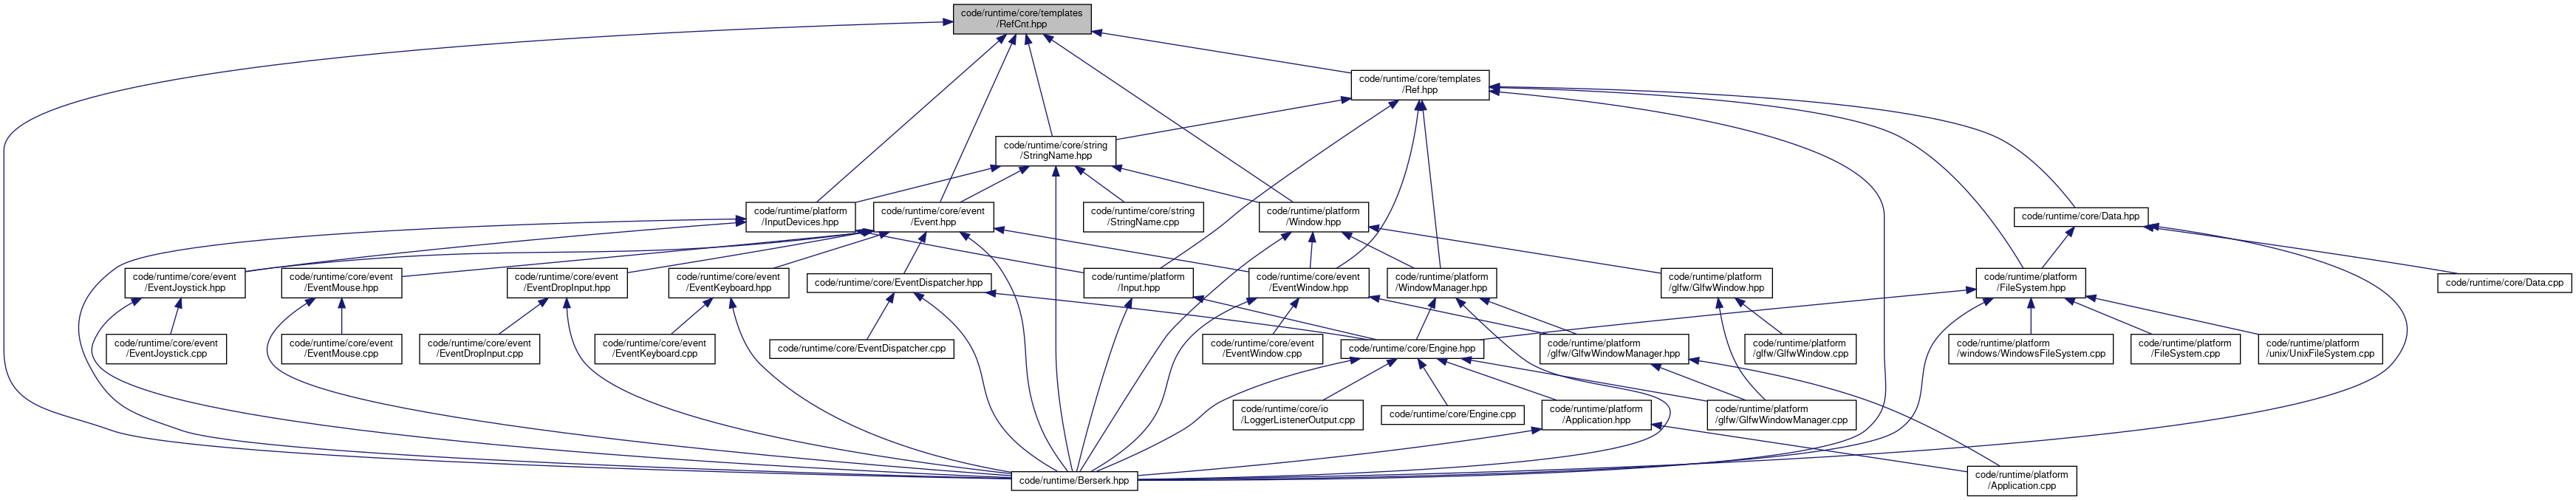 code/runtime/core/templates
/RefCnt.hpp
code/runtime/core/templates
/Ref.hpp
code/runtime/core/string
/StringName.hpp
code/runtime/platform
/InputDevices.hpp
code/runtime/core/event
/Event.hpp
code/runtime/core/string
/StringName.cpp
code/runtime/platform
/Window.hpp
code/runtime/core/Data.hpp
code/runtime/core/event
/EventJoystick.hpp
code/runtime/core/event
/EventMouse.hpp
code/runtime/core/event
/EventDropInput.hpp
code/runtime/core/event
/EventKeyboard.hpp
code/runtime/core/EventDispatcher.hpp
code/runtime/platform
/Input.hpp
code/runtime/core/event
/EventWindow.hpp
code/runtime/platform
/WindowManager.hpp
code/runtime/platform
/glfw/GlfwWindow.hpp
code/runtime/platform
/FileSystem.hpp
code/runtime/core/Data.cpp
code/runtime/core/event
/EventJoystick.cpp
code/runtime/core/event
/EventMouse.cpp
code/runtime/core/event
/EventDropInput.cpp
code/runtime/core/event
/EventKeyboard.cpp
code/runtime/core/EventDispatcher.cpp
code/runtime/core/event
/EventWindow.cpp
code/runtime/core/Engine.hpp
code/runtime/platform
/glfw/GlfwWindowManager.hpp
code/runtime/platform
/glfw/GlfwWindow.cpp
code/runtime/platform
/windows/WindowsFileSystem.cpp
code/runtime/platform
/FileSystem.cpp
code/runtime/platform
/unix/UnixFileSystem.cpp
code/runtime/core/io
/LoggerListenerOutput.cpp
code/runtime/core/Engine.cpp
code/runtime/platform
/Application.hpp
code/runtime/platform
/glfw/GlfwWindowManager.cpp
code/runtime/Berserk.hpp
code/runtime/platform
/Application.cpp